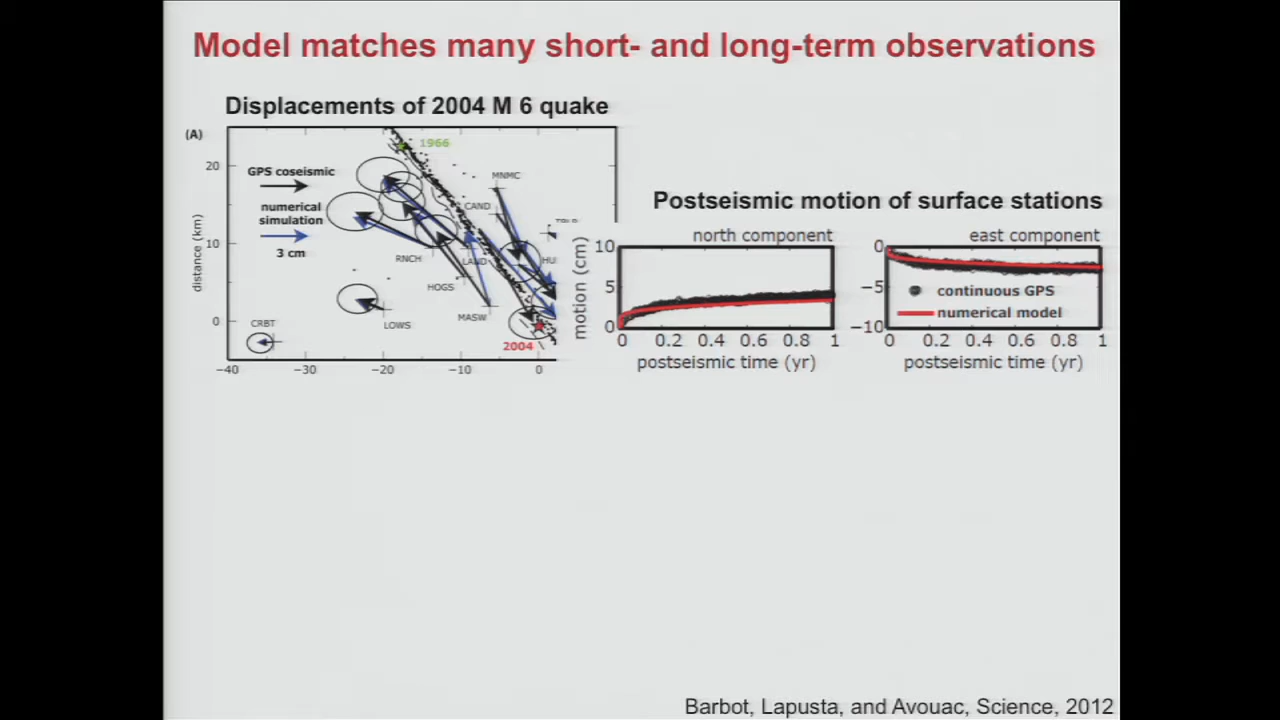 Model matches many short- and long-term observations
Displacements of 2004 M 6 quake
(A)
1966
GPS coseismic
numerical
simulation
3 cm
MNMC
CAND
RNCH
LAND
HOGS
MASW
LOWS
CRBT
2004
distance (km)
20
10
0
−40
−30
−20
−10
0
Postseismic motion of surface stations
north component
motion (cm)
10
5
0
0 0.2 0.4 0.6 0.8 1
postseismic time (yr)
east component
0
−5
−10
continuous GPS
numerical model
0 0.2 0.4 0.6 0.8 1
postseismic time (yr)
Barbot, Lapusta, and Avouac, Science, 2012